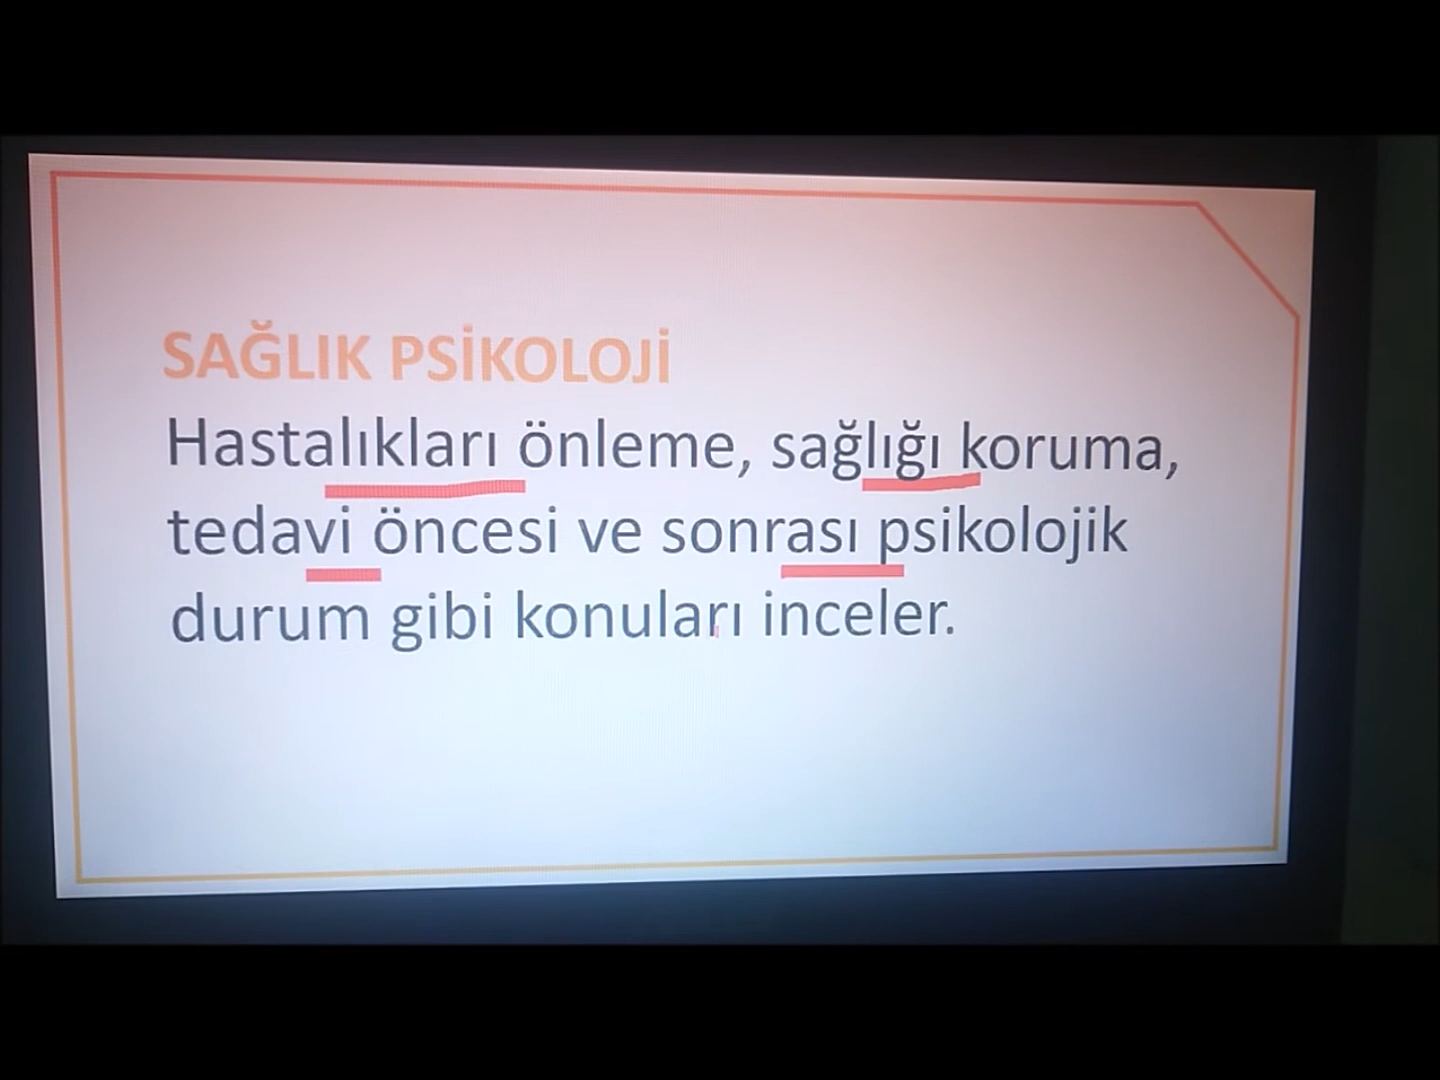 SAĞLIK PSİKOLOJİ
Hastalıkları önleme, sağlığı koruma,
tedavi öncesi ve sonrası psikolojik
durum gibi konuları inceler.